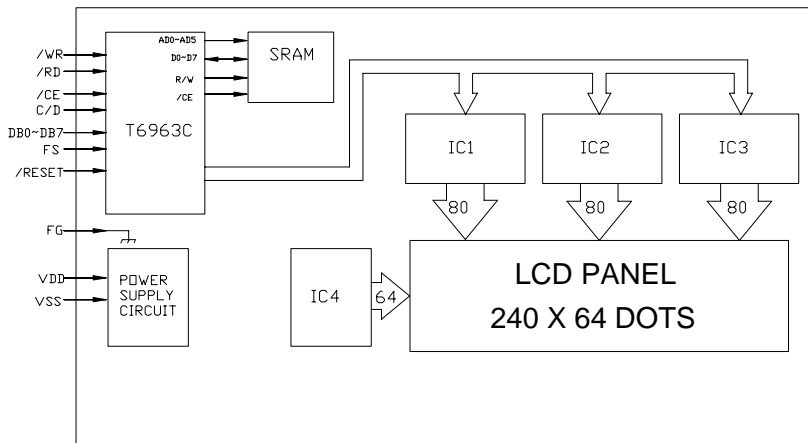 /WR
/RD
/CE
C/D
DB0~DB7
FS
/RESET
FG
VDD
VSS
T6963C
AD0~AD5
D0~D7
R/W
/CE
SRAM
IC1
IC2
IC3
80
80
80
POWER
SUPPLY
CIRCUIT
IC4
64
LCD PANEL
240 X 64 DOTS